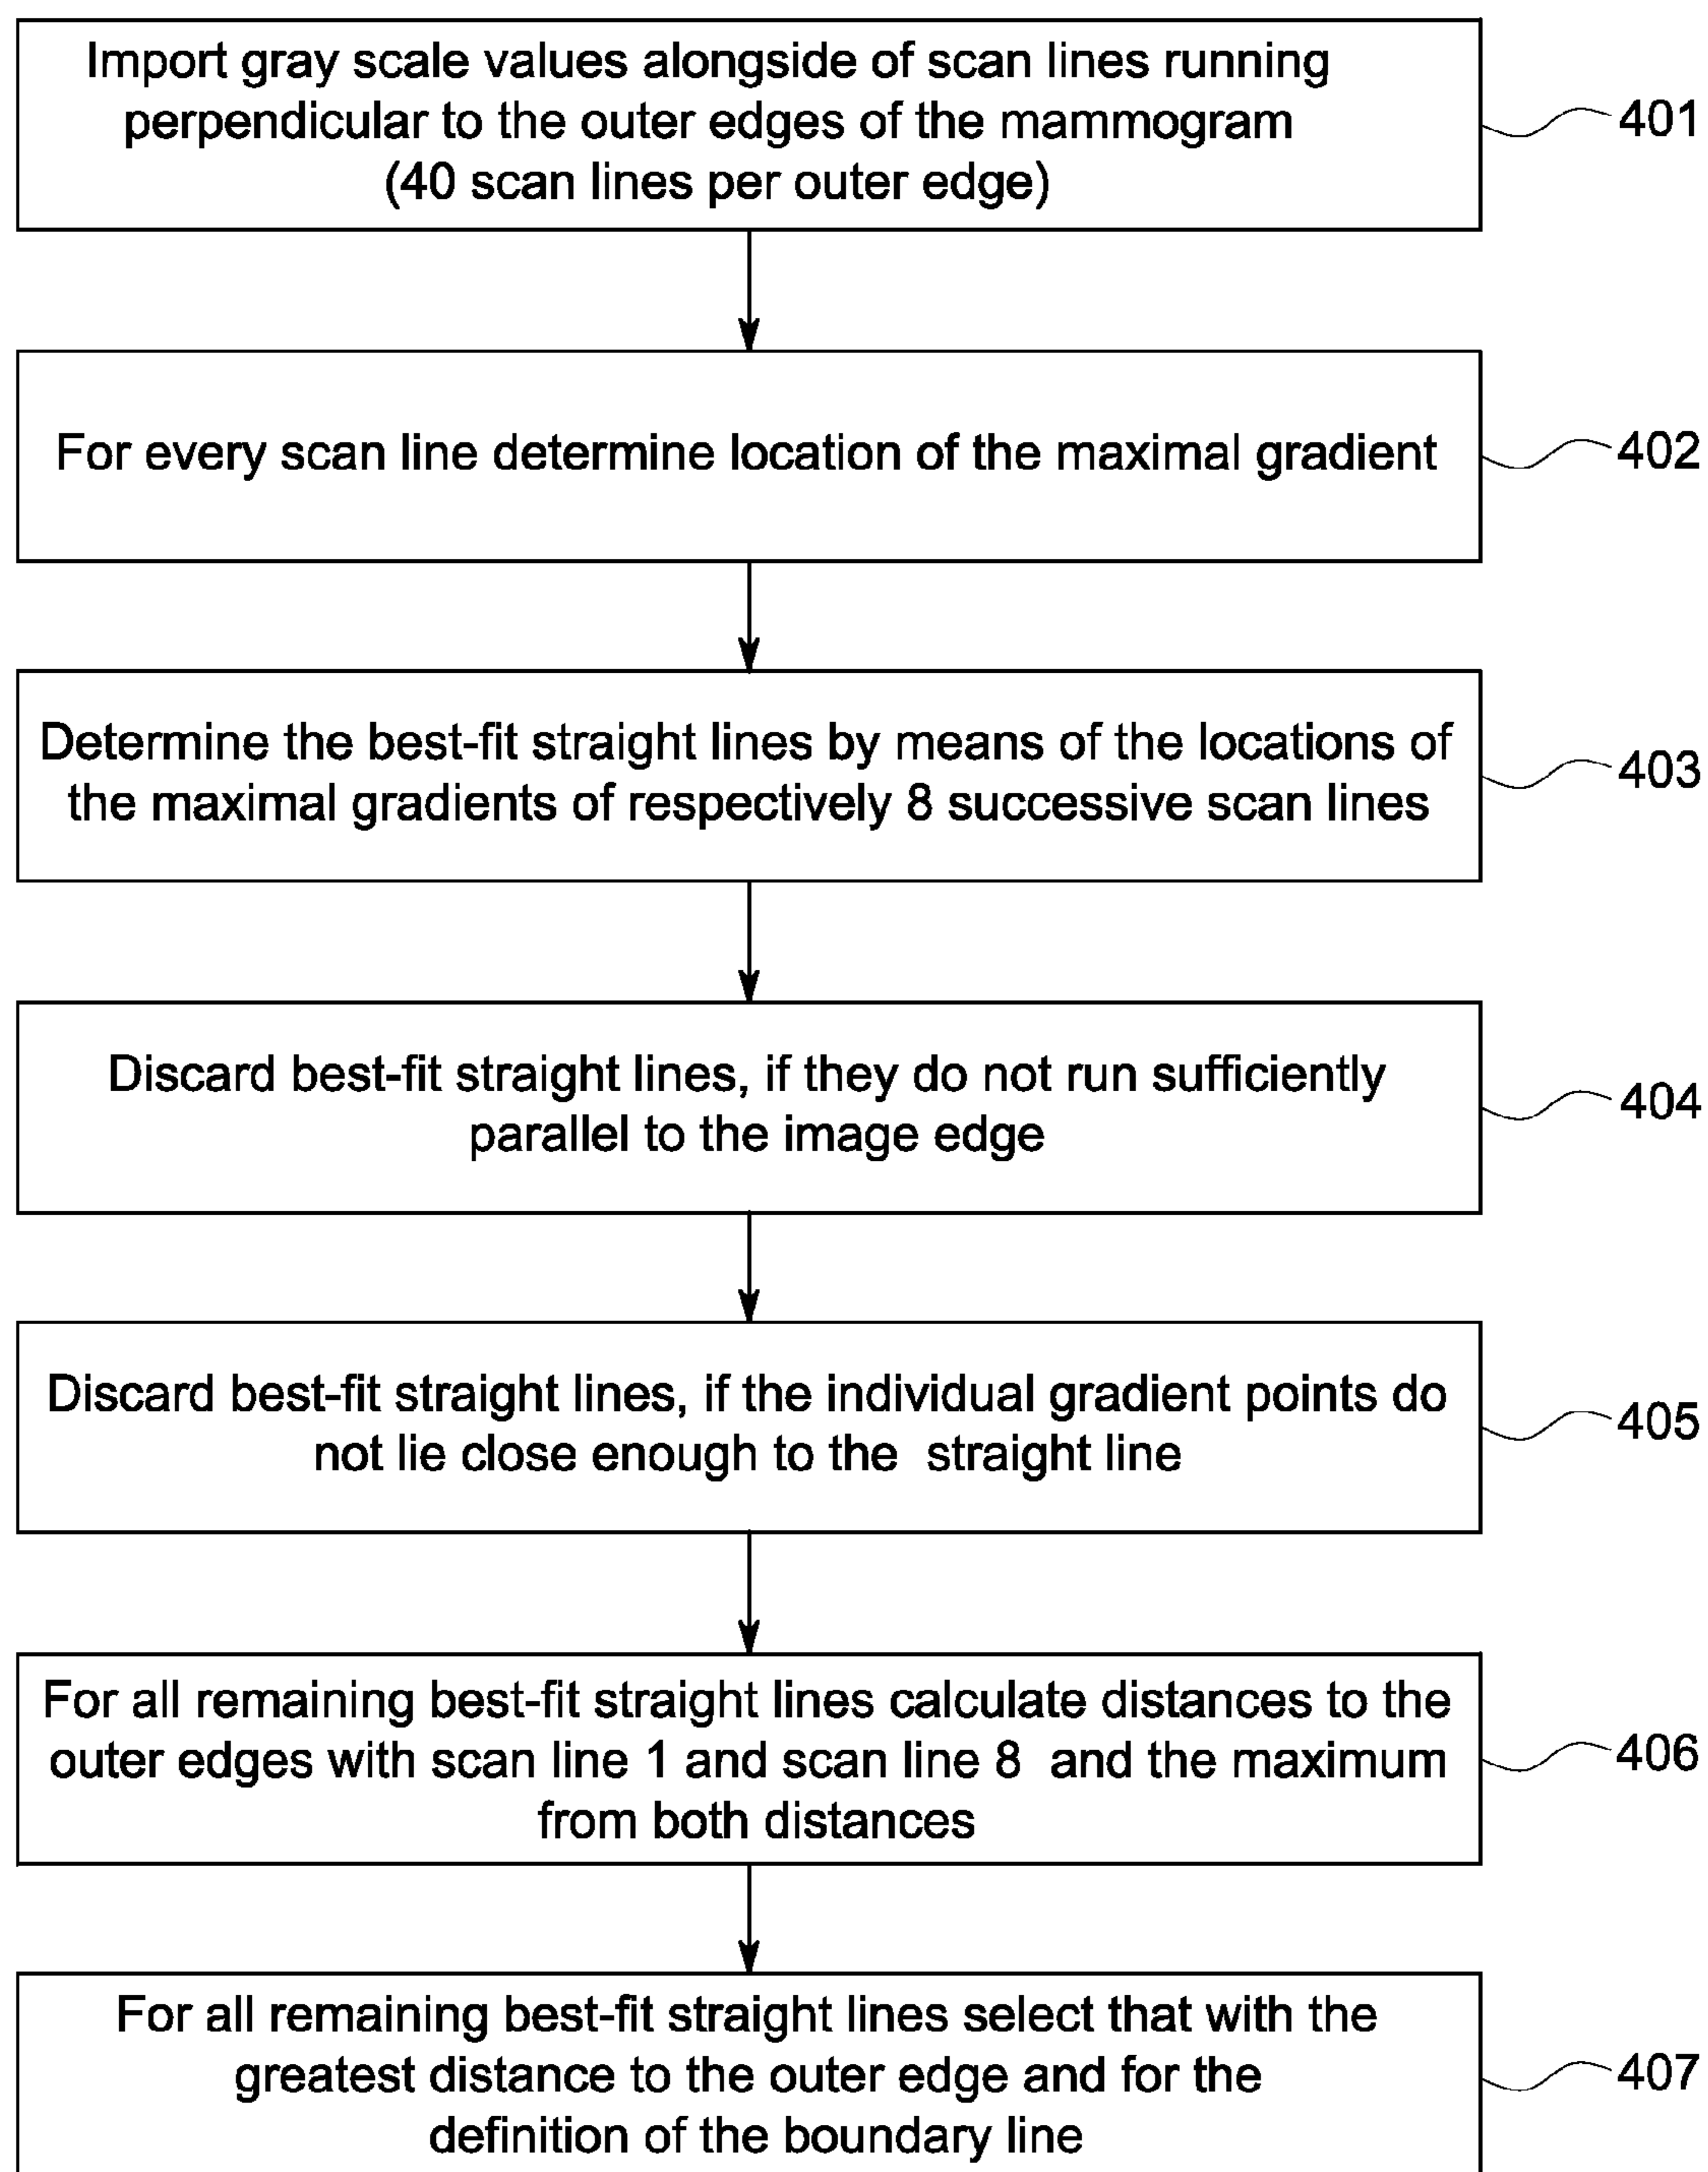 Import gray scale values alongside of scan lines running
perpendicular to the outer edges of the mammogram
(40 scan lines per outer edge)
401
For every scan line determine location of the maximal gradient
402
Determine the best-fit straight lines by means of the locations of
the maximal gradients of respectively 8 successive scan lines
403
Discard best-fit straight lines, if they do not run sufficiently
parallel to the image edge
404
Discard best-fit straight lines, if the individual gradient points do
not lie close enough to the straight line
405
For all remaining best-fit straight lines calculate distances to the
outer edges with scan line 1 and scan line 8 and the maximum
from both distances
406
For all remaining best-fit straight lines select that with the
greatest distance to the outer edge and for the
definition of the boundary line
407